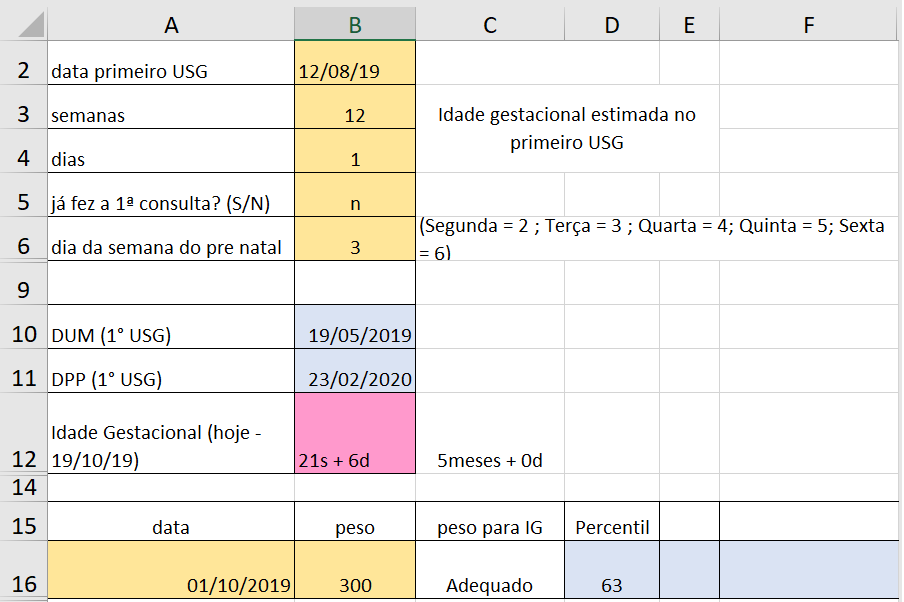 A B C D E F
2 data primeiro USG 12/08/19
3 semanas 12 Idade gestacional estimada no
primeiro USG
4 dias 1
5 já fez a 1ª consulta? (S/N) n
(Segunda = 2 ; Terça = 3 ; Quarta = 4; Quinta = 5; Sexta
6 dia da semana do pre natal 3 = 6)
9
10 DUM (1° USG) 19/05/2019
11 DPP (1° USG) 23/02/2020
Idade Gestacional (hoje -
12 19/10/19) 21s + 6d 5meses + 0d
14
15 data peso peso para IG Percentil
16 01/10/2019 300 Adequado 63